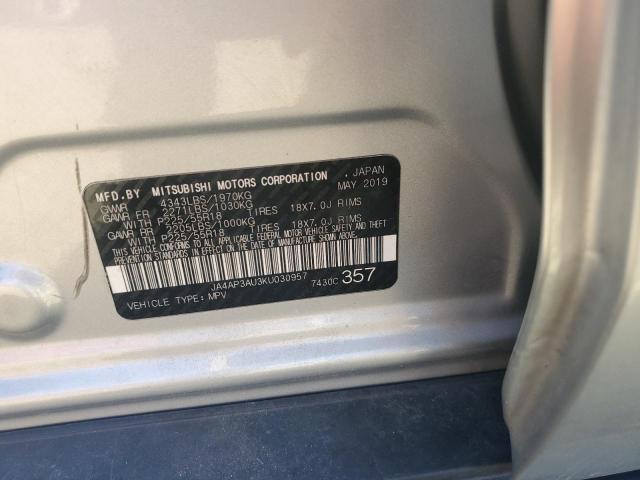 MFD.BY MITSUBISHI MOTORS CORPORATION , JAPAN
GVWR 4343LBS/1970KG MAY 2019
GAWR FR 2271LBS/1030KG
WITH P225/55R18 TIRES 18X7.0J RIMS
GAWR RR 2205LBS/1000KG
WITH P225/55R18 TIRES 18X7.0J RIMS
THIS VEHICLE CONFORMS TO ALL APPLICABLE FEDERAL MOTOR VEHICLE
SAFETY, BUMPER, AND THEFT PREVENTION STANDARDS IN EFFECT
ON THE DATE OF MANUFACTURE SHOWN ABOVE.
JA4AP3AU3KU030957 7430C 357
VEHICLE TYPE: MPV